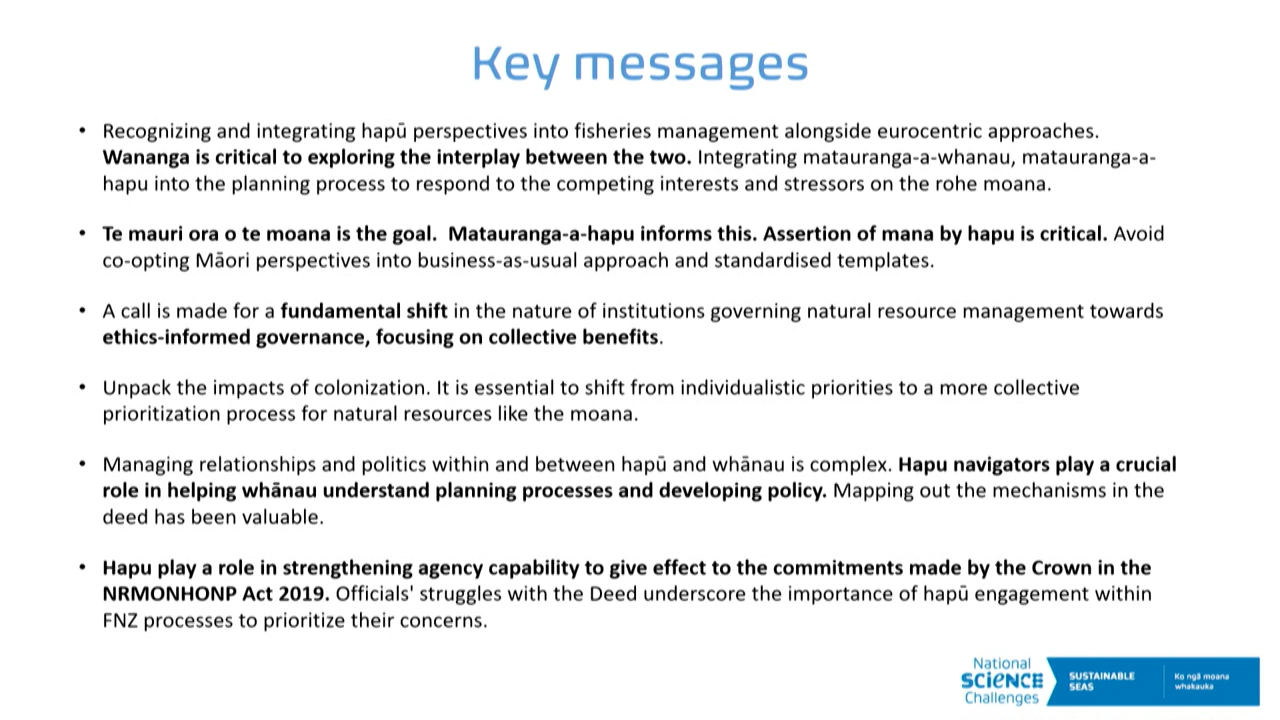 Key messages
• Recognizing and integrating hapū perspectives into fisheries management alongside eurocentric approaches.
Wananga is critical to exploring the interplay between the two. Integrating matauranga-a-whanau, matauranga-a-
hapu into the planning process to respond to the competing interests and stressors on the rohe moana.
• Te mauri ora o te moana is the goal.  Matauranga-a-hapu informs this. Assertion of mana by hapu is critical. Avoid
co-opting Māori perspectives into business-as-usual approach and standardised templates.
• A call is made for a fundamental shift in the nature of institutions governing natural resource management towards
ethics-informed governance, focusing on collective benefits.
• Unpack the impacts of colonization. It is essential to shift from individualistic priorities to a more collective
prioritization process for natural resources like the moana.
• Managing relationships and politics within and between hapū and whānau is complex. Hapu navigators play a crucial
role in helping whānau understand planning processes and developing policy. Mapping out the mechanisms in the
deed has been valuable.
• Hapu play a role in strengthening agency capability to give effect to the commitments made by the Crown in the
NRMONHONP Act 2019. Officials' struggles with the Deed underscore the importance of hapū engagement within
FNZ processes to prioritize their concerns.
National
SCIENCE
Challenges
SUSTAINABLE
SEAS
Ko ngā moana
whakauka